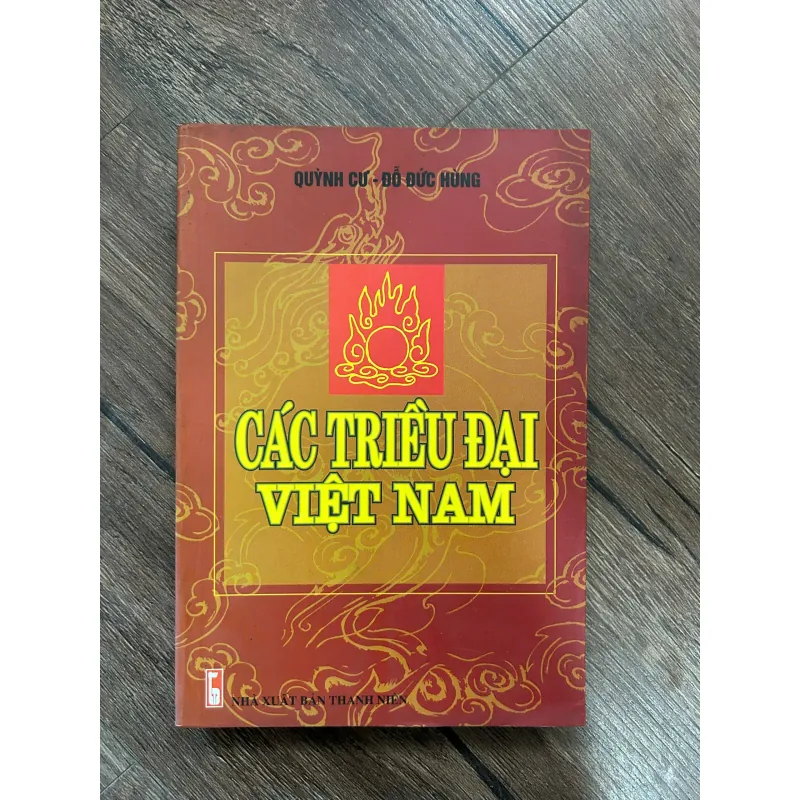 QUỲNH CƯ - ĐỖ ĐỨC HÙNG
CÁC TRIỀU ĐẠI
VIỆT NAM
NHÀ XUẤT BẢN THANH NIÊN